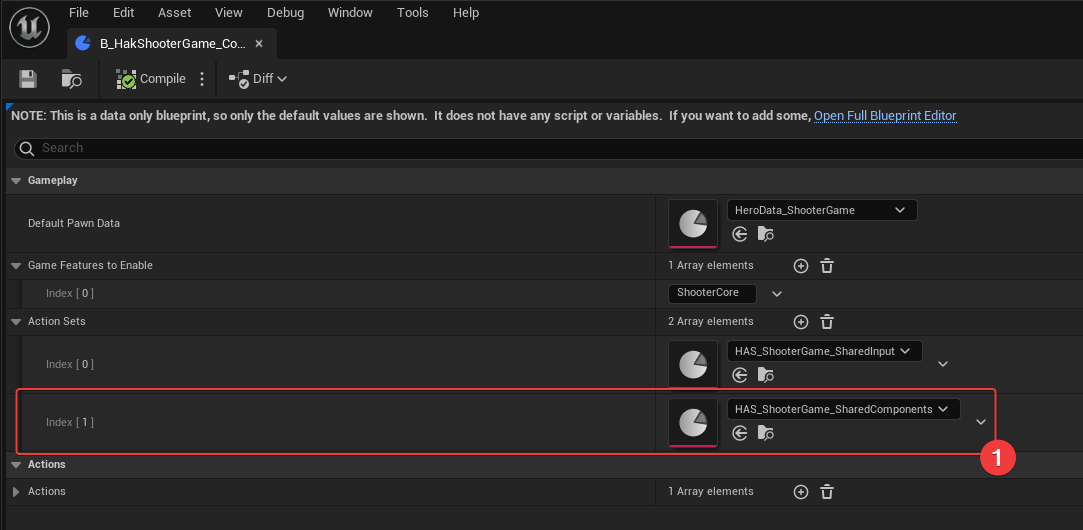 File Edit Asset View Debug Window Tools Help
B_HakShooterGame_Co...
Compile Diff
NOTE: This is a data only blueprint, so only the default values are shown. It does not have any script or variables. If you want to add some, Open Full Blueprint Editor
Search
Gameplay
Default Pawn Data HeroData_ShooterGame
Game Features to Enable 1 Array elements
Index [ 0 ] ShooterCore
Action Sets 2 Array elements
Index [ 0 ] HAS_ShooterGame_SharedInput
Index [ 1 ] HAS_ShooterGame_SharedComponents
1
Actions
Actions 1 Array elements